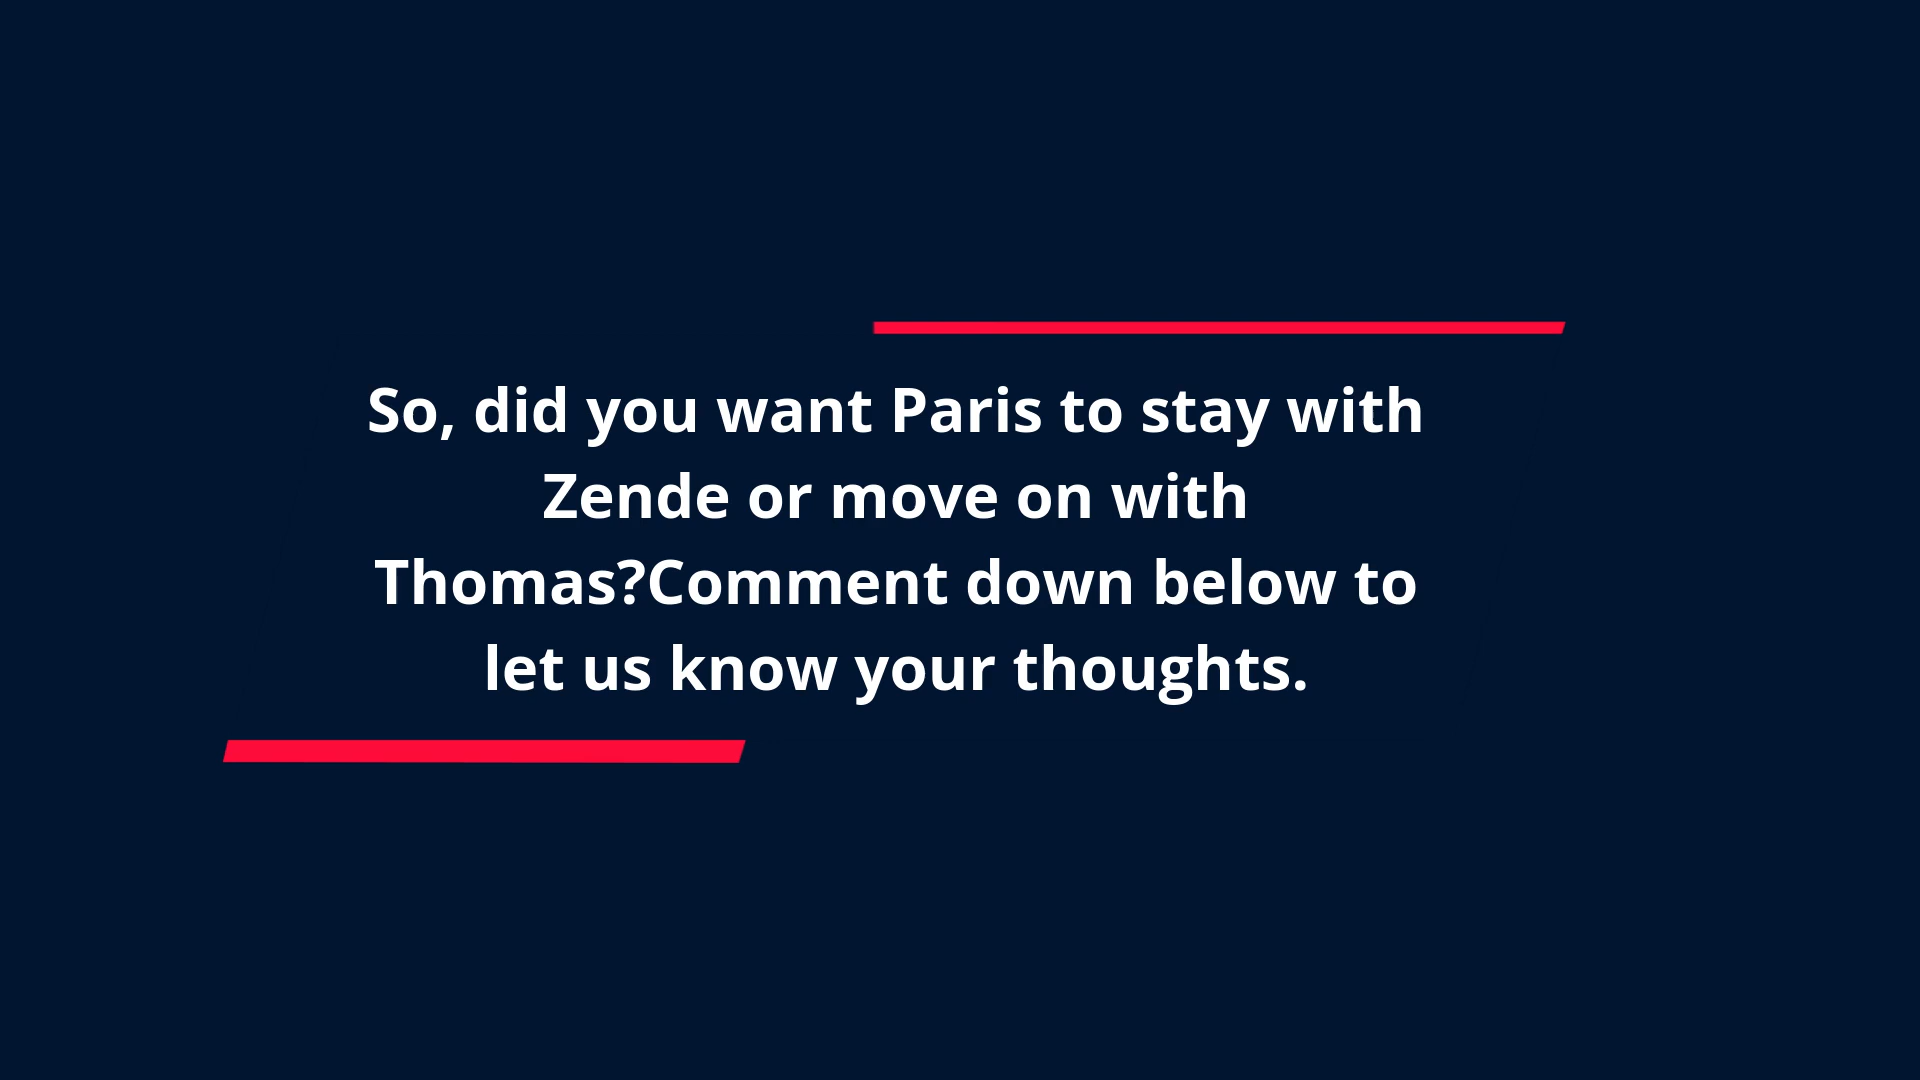 So, did you want Paris to stay with
Zende or move on with
Thomas?Comment down below to
let us know your thoughts.